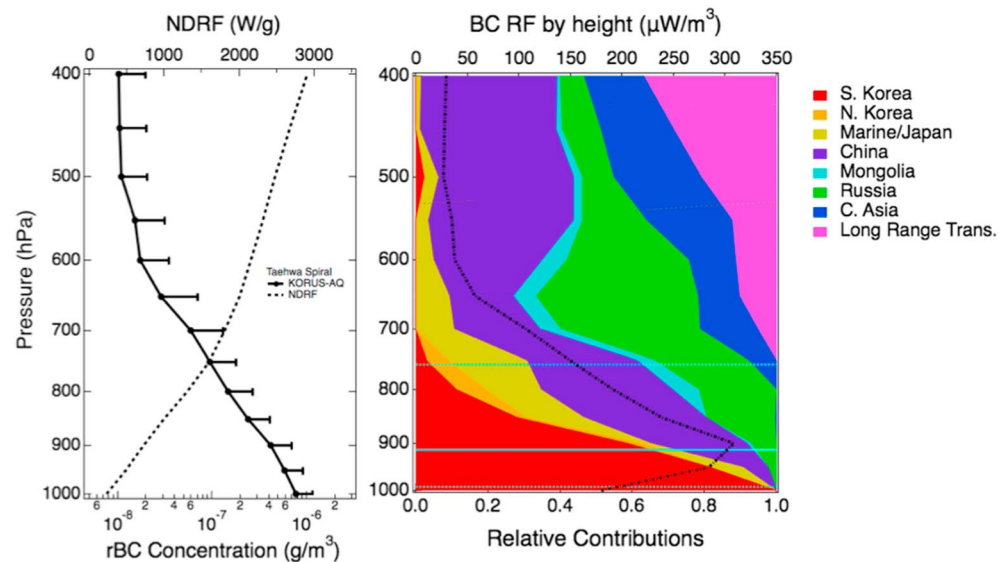 NDRF (W/g)
0 1000 2000 3000
400
500
600
700
800
900
1000
Pressure (hPa)
Taehwa Spiral
KORUS-AQ
NDRF
6 2 4 6 2 4 6 2
10-8 10-7 10-6
rBC Concentration (g/m3)
BC RF by height (µW/m3)
0 50 100 150 200 250 300 350
400
500
600
700
800
900
1000
0.0 0.2 0.4 0.6 0.8 1.0
Relative Contributions
S. Korea
N. Korea
Marine/Japan
China
Mongolia
Russia
C. Asia
Long Range Trans.